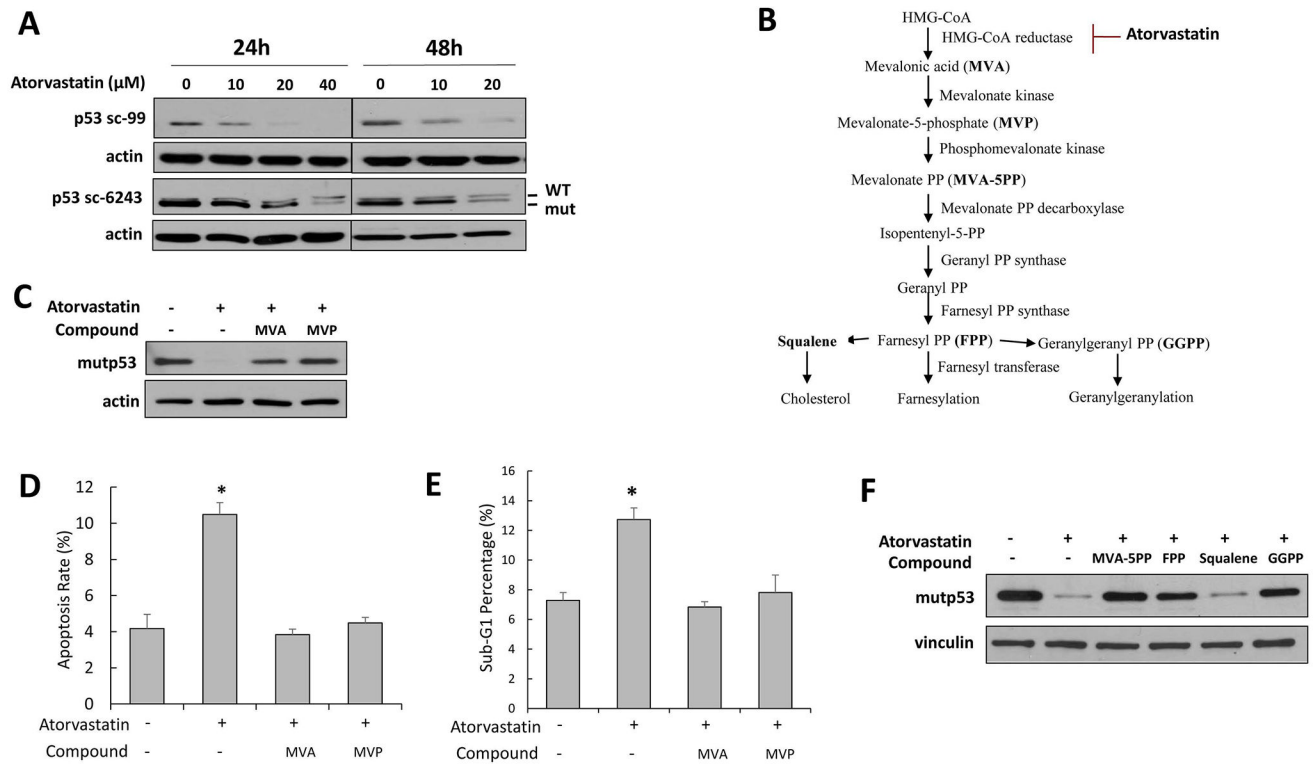 A
24h 48h
Atorvastatin (µM) 0 10 20 40 0 10 20
p53 sc-99
actin
p53 sc-6243
WT
mut
actin
B
HMG-CoA
HMG-CoA reductase
Atorvastatin
Mevalonic acid (MVA)
Mevalonate kinase
Mevalonate-5-phosphate (MVP)
Phosphomevalonate kinase
Mevalonate PP (MVA-5PP)
Mevalonate PP decarboxylase
Isopentenyl-5-PP
Geranyl PP synthase
Geranyl PP
Farnesyl PP synthase
Squalene Farnesyl PP (FPP) Geranylgeranyl PP (GGPP)
Farnesyl transferase
Cholesterol Farnesylation Geranylgeranylation
C
Atorvastatin - + + +
Compound - - MVA MVP
mutp53
actin
D
Apoptosis Rate (%)
12
10
8
6
4
2
0
*
Atorvastatin - + + +
Compound - - MVA MVP
E
Sub-G1 Percentage (%)
16
14
12
10
8
6
4
2
0
*
Atorvastatin - + + +
Compound - - MVA MVP
F
Atorvastatin - + + + + +
Compound - - MVA-5PP FPP Squalene GGPP
mutp53
vinculin